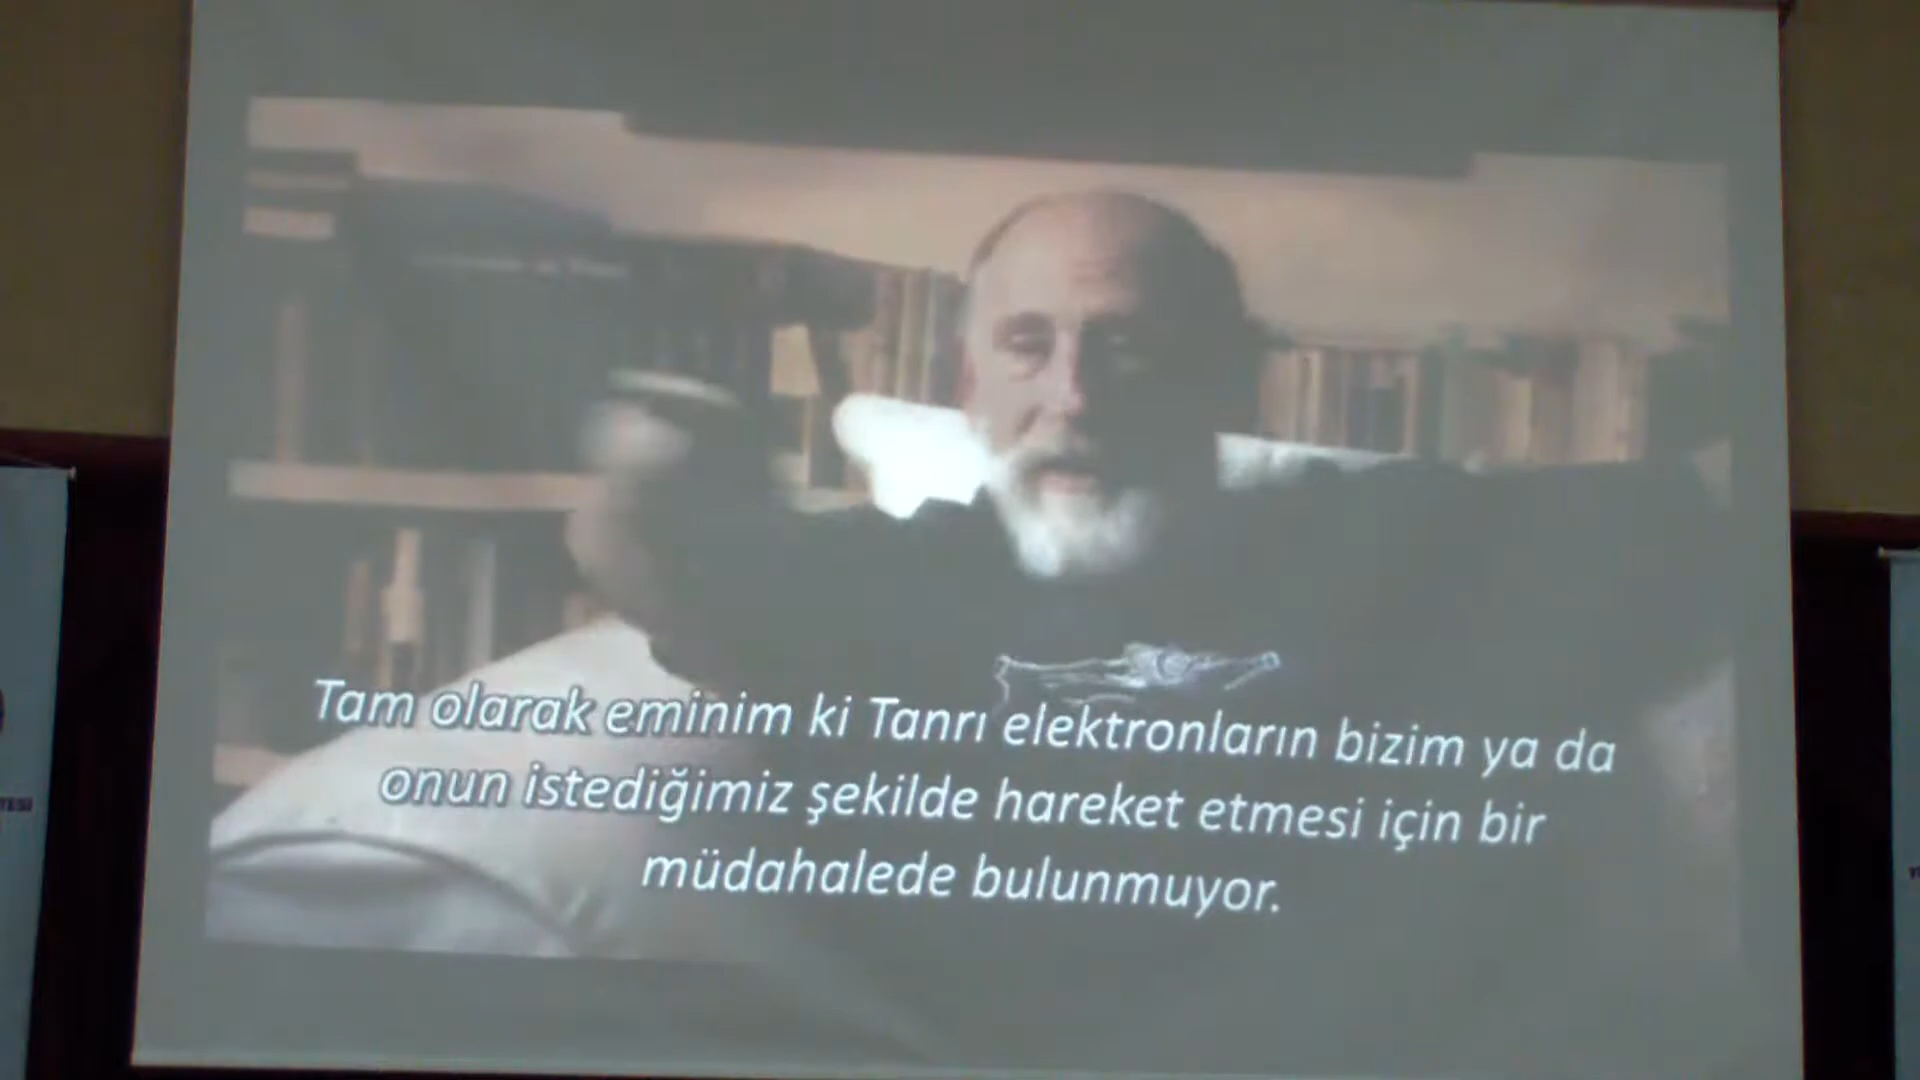 Tam olarak eminim ki Tanrı elektronların bizim ya da
onun istediğimiz şekilde hareket etmesi için bir
müdahalede bulunmuyor.